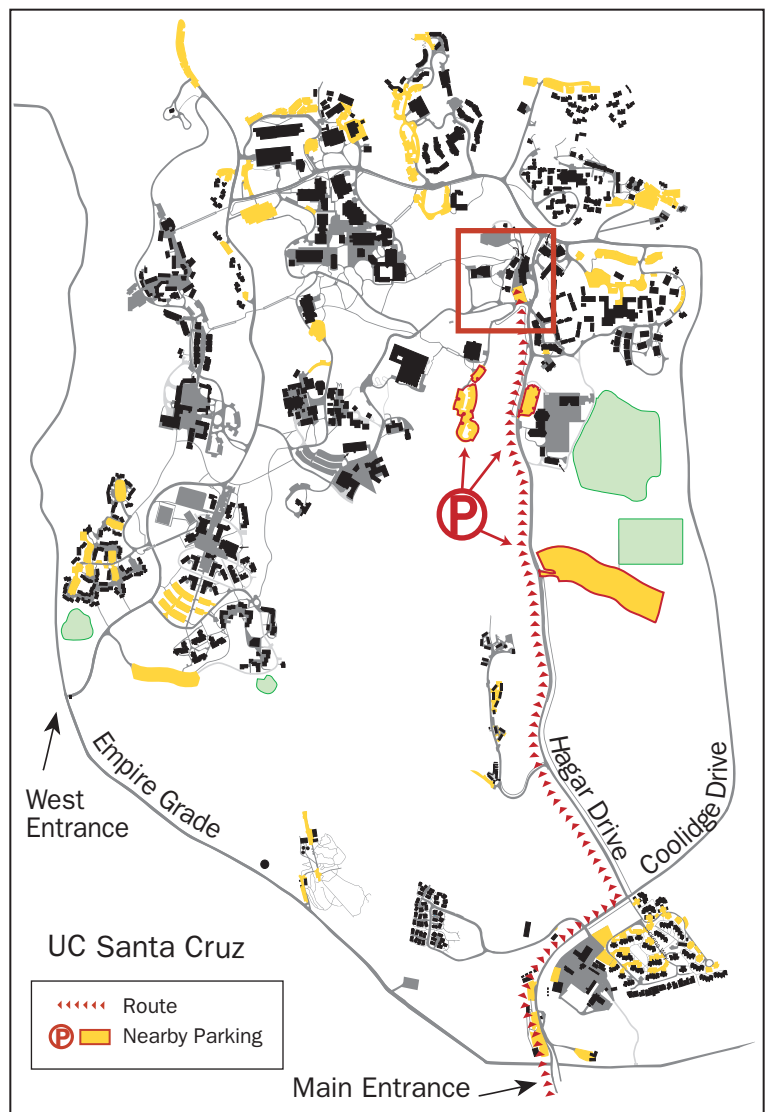 P
Hagar Drive
Coolidge Drive
Empire Grade
West
Entrance
UC Santa Cruz
Route
P Nearby Parking
Main Entrance